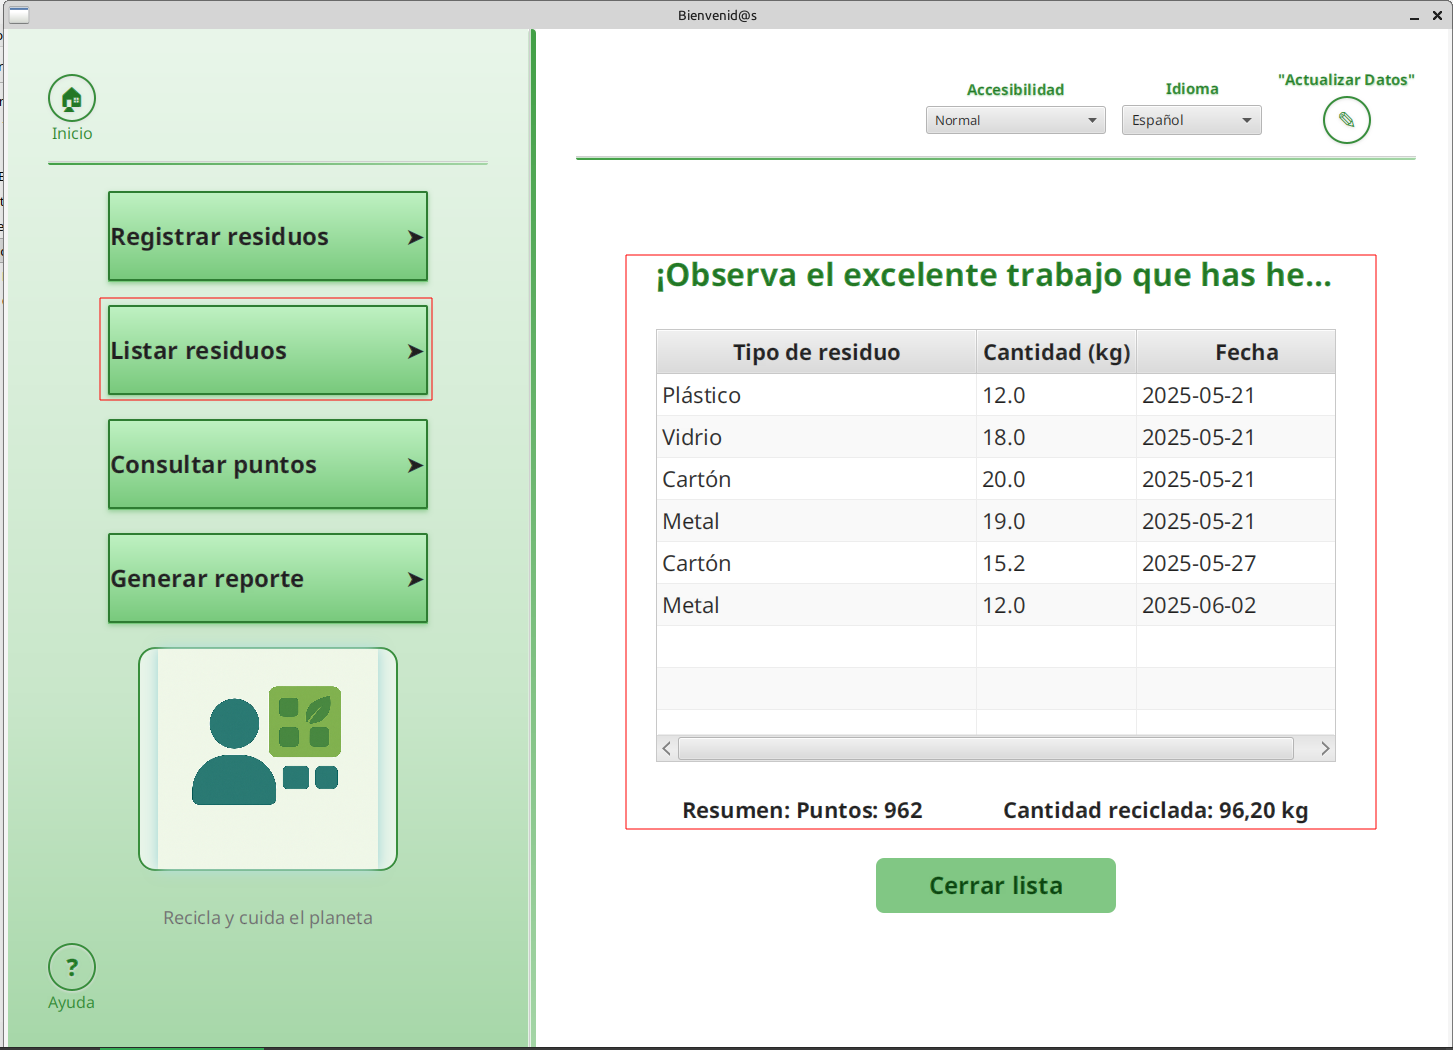 Bienvenid@s
Inicio
Registrar residuos ➤
Listar residuos ➤
Consultar puntos ➤
Generar reporte ➤
Recicla y cuida el planeta
?
Ayuda
Accesibilidad
Normal
Idioma
Español
"Actualizar Datos"
¡Observa el excelente trabajo que has he...
Tipo de residuo Cantidad (kg) Fecha
Plástico 12.0 2025-05-21
Vidrio 18.0 2025-05-21
Cartón 20.0 2025-05-21
Metal 19.0 2025-05-21
Cartón 15.2 2025-05-27
Metal 12.0 2025-06-02
Resumen: Puntos: 962 Cantidad reciclada: 96,20 kg
Cerrar lista